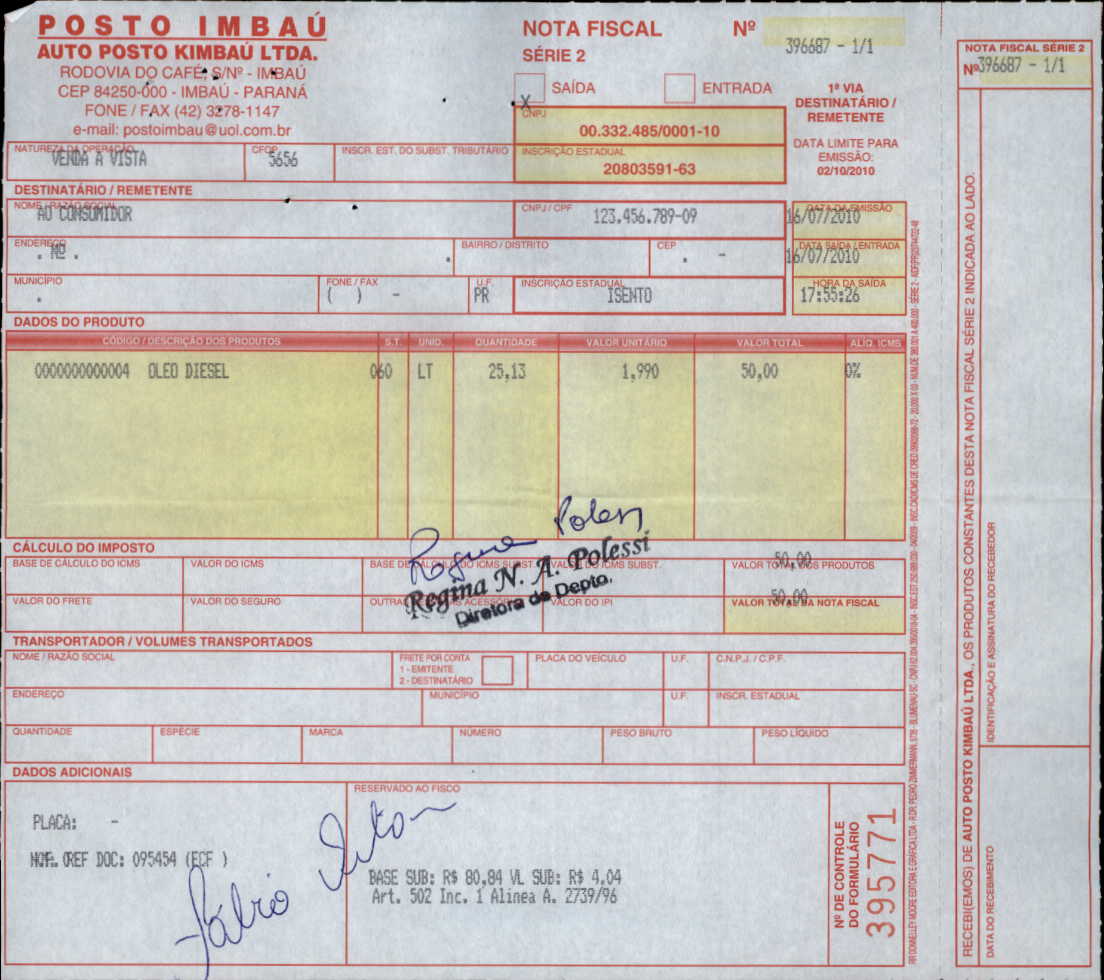 POSTO IMBAÚ
AUTO POSTO KIMBAÚ LTDA.
RODOVIA DO CAFÉ, S/Nº - IMBAÚ
CEP 84250-000 - IMBAÚ - PARANÁ
FONE / FAX (42) 3278-1147
e-mail: postoimbau@uol.com.br
NOTA FISCAL Nº 396687 - 1/1
SÉRIE 2
X SAÍDA ENTRADA
1ª VIA
DESTINATÁRIO /
REMETENTE
CNPJ
00.332.485/0001-10
DATA LIMITE PARA
EMISSÃO:
02/10/2010
NATUREZA DA OPERAÇÃO CFOP INSCR. EST. DO SUBST. TRIBUTÁRIO INSCRIÇÃO ESTADUAL
VENDA A VISTA 5656 20803591-63
DESTINATÁRIO / REMETENTE
NOME / RAZÃO SOCIAL CNPJ / CPF DATA DA EMISSÃO
AO CONSUMIDOR 123.456.789-09 16/07/2010
ENDEREÇO BAIRRO / DISTRITO CEP DATA SAÍDA / ENTRADA
. Nº . . . - 16/07/2010
MUNICÍPIO FONE / FAX U.F. INSCRIÇÃO ESTADUAL HORA DA SAÍDA
. ( ) - PR ISENTO 17:55:26
DADOS DO PRODUTO
CÓDIGO / DESCRIÇÃO DOS PRODUTOS S.T. UNID. QUANTIDADE VALOR UNITÁRIO VALOR TOTAL ALÍQ. ICMS
0000000000004 OLEO DIESEL 060 LT 25,13 1,990 50,00 0%
CÁLCULO DO IMPOSTO
BASE DE CÁLCULO DO ICMS VALOR DO ICMS BASE DE CÁLCULO DO ICMS SUBST. VALOR DO ICMS SUBST. VALOR TOTAL DOS PRODUTOS
50,00
VALOR DO FRETE VALOR DO SEGURO OUTRAS DESPESAS ACESSÓRIAS VALOR DO IPI VALOR TOTAL DA NOTA FISCAL
50,00
Regina Polessi
Regina N. A. Polessi
Diretora de Depto.
TRANSPORTADOR / VOLUMES TRANSPORTADOS
NOME / RAZÃO SOCIAL FRETE POR CONTA PLACA DO VEÍCULO U.F. C.N.P.J. / C.P.F.
1 - EMITENTE
2 - DESTINATÁRIO
ENDEREÇO MUNICÍPIO U.F. INSCR. ESTADUAL
QUANTIDADE ESPÉCIE MARCA NÚMERO PESO BRUTO PESO LÍQUIDO
DADOS ADICIONAIS
RESERVADO AO FISCO
PLACA: -
REF DOC: 095454 (ECF )
BASE SUB: R$ 80,84 VL SUB: R$ 4,04
Art. 502 Inc. 1 Alinea A. 2739/96
Fábio
Nº DE CONTROLE
DO FORMULÁRIO
395771
NOTA FISCAL SÉRIE 2
Nº 396687 - 1/1
RECEBI(EMOS) DE AUTO POSTO KIMBAÚ LTDA., OS PRODUTOS CONSTANTES DESTA NOTA FISCAL SÉRIE 2 INDICADA AO LADO.
IDENTIFICAÇÃO E ASSINATURA DO RECEBEDOR
DATA DO RECEBIMENTO